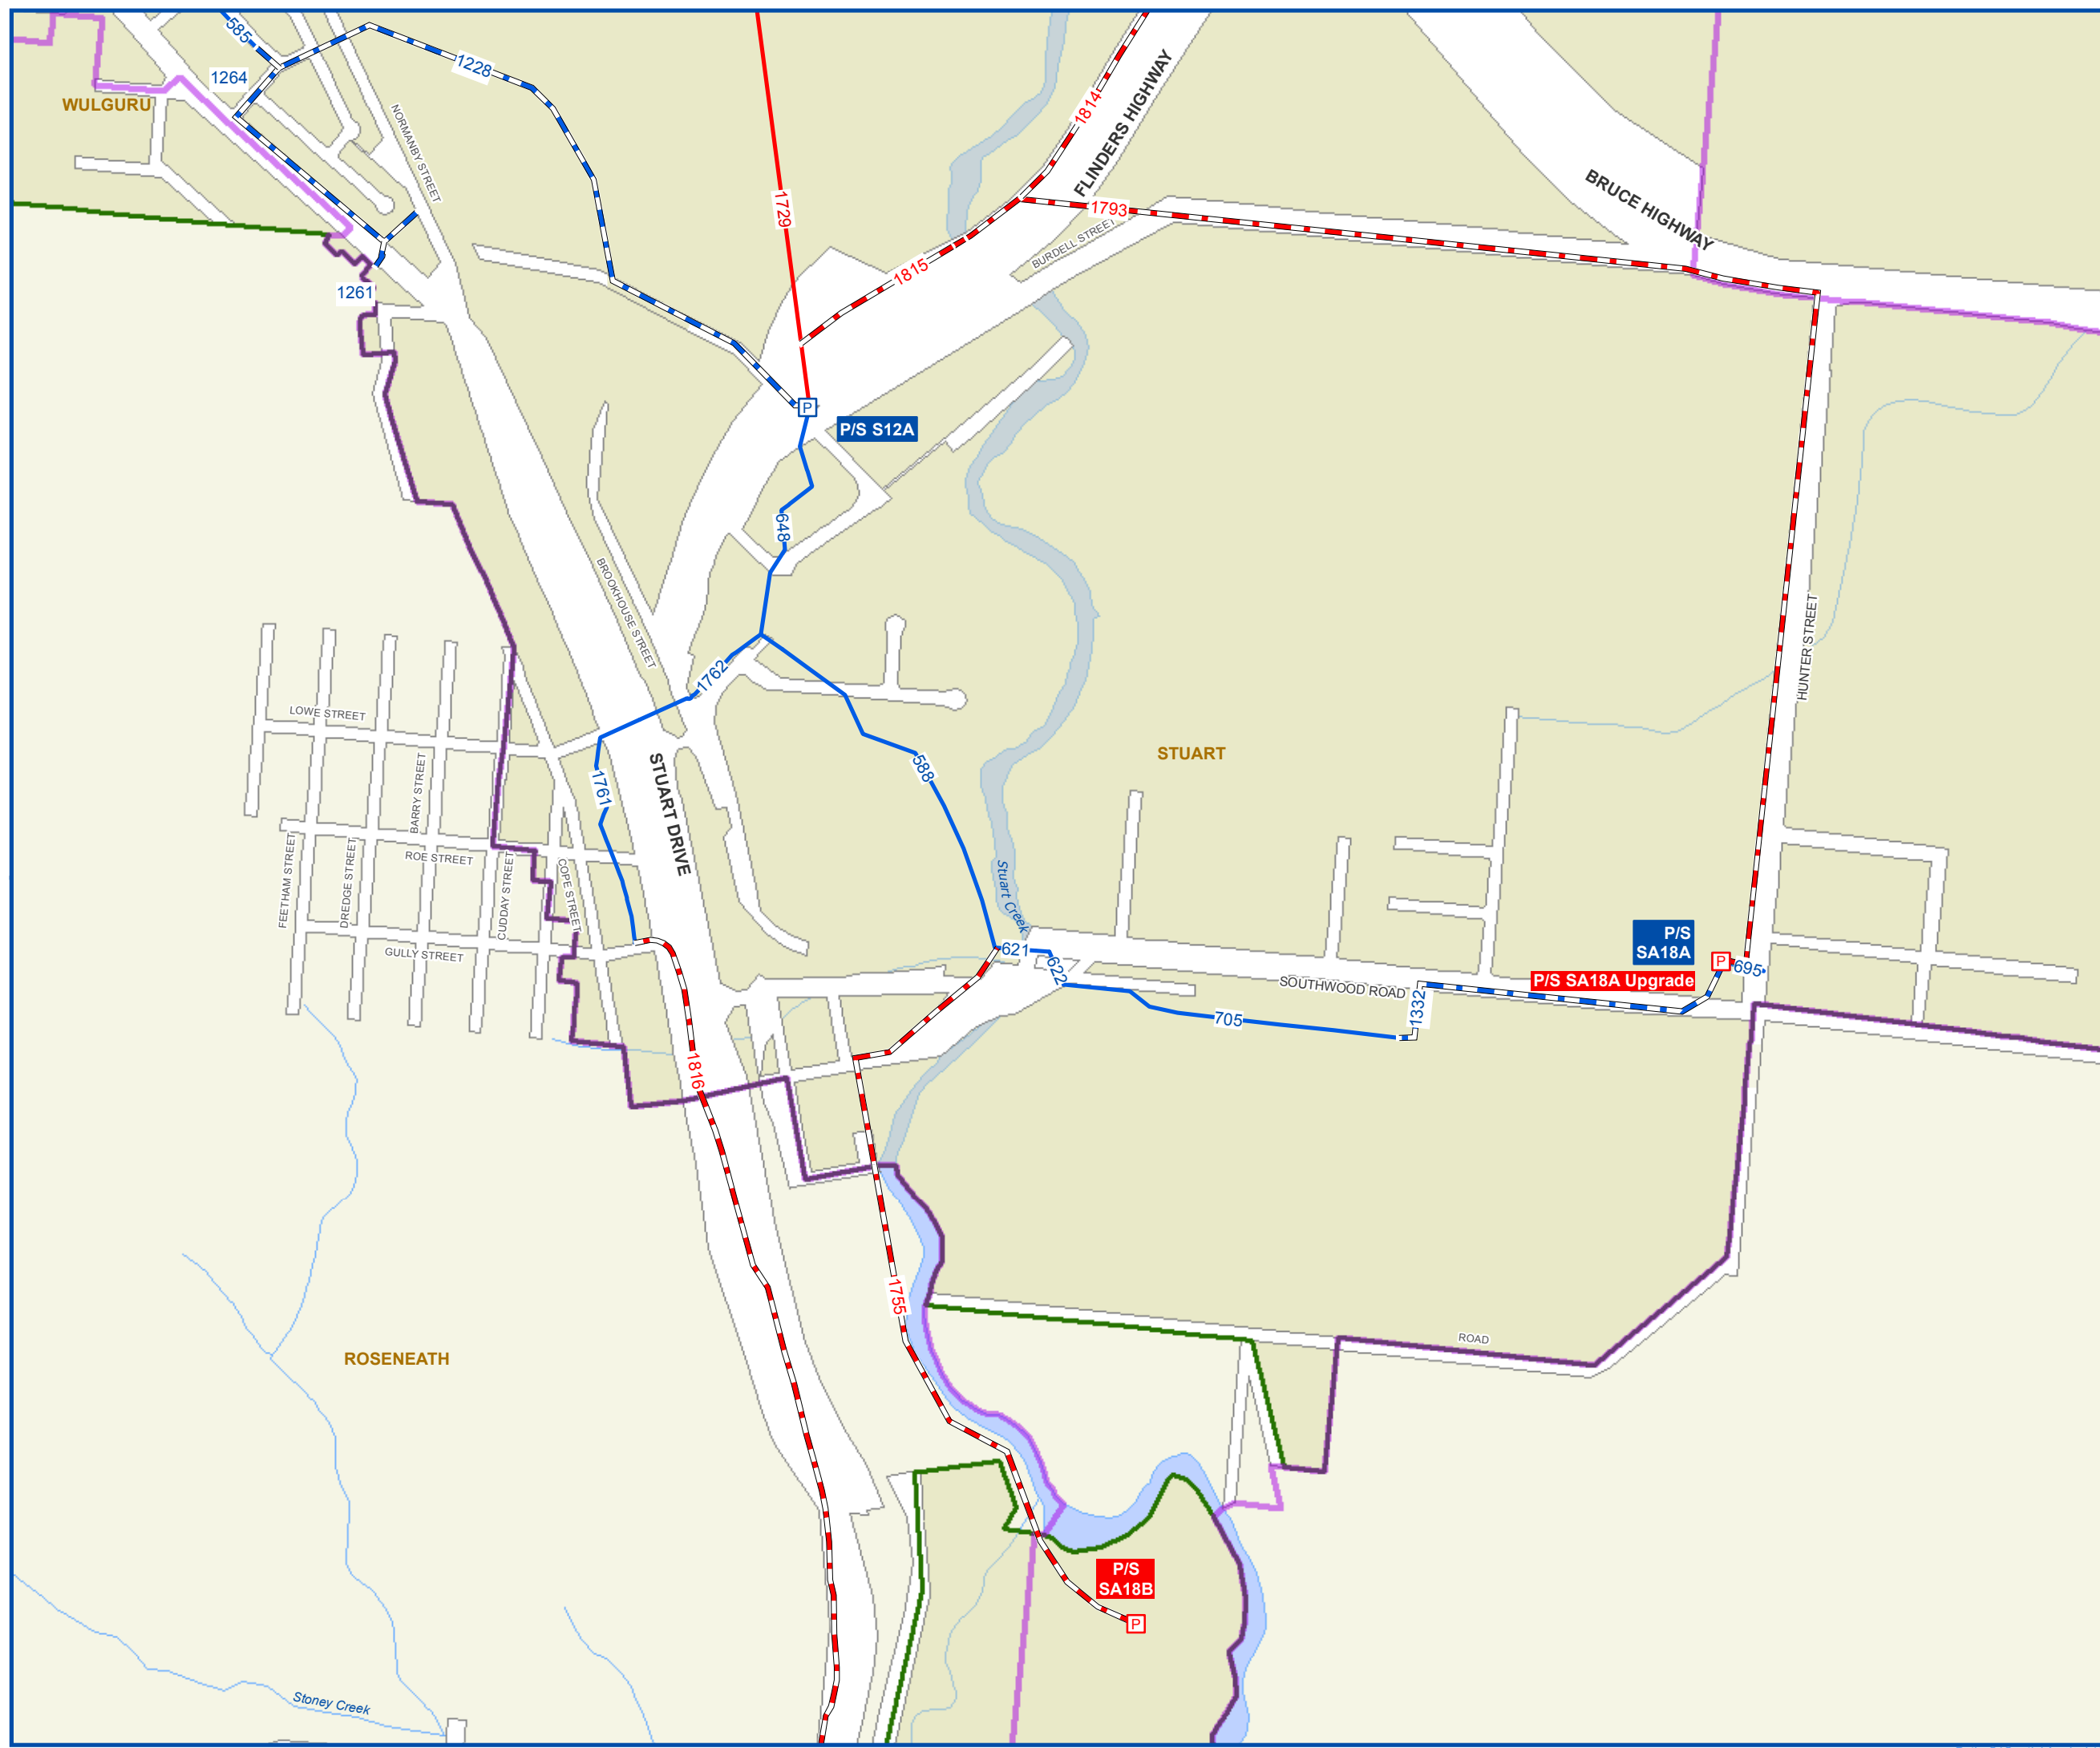 585
1264
1228
WULGURU
NORMANBY STREET
1814
FLINDERS HIGHWAY
1729
1793
BRUCE HIGHWAY
BURDELL STREET
1815
1261
P
P/S S12A
648
BROOKHOUSE STREET
HUNTER STREET
1762
LOWE STREET
STUART
588
1761
STUART DRIVE
BARRY STREET
ROE STREET
FEETHAM STREET
DREDGE STREET
CUDDAY STREET
COPE STREET
Stuart Creek
GULLY STREET
621
622
P/S
SA18A
P
695
P/S SA18A Upgrade
SOUTHWOOD ROAD
1332
705
1816
1755
ROAD
ROSENEATH
P/S
SA18B
P
Stoney Creek